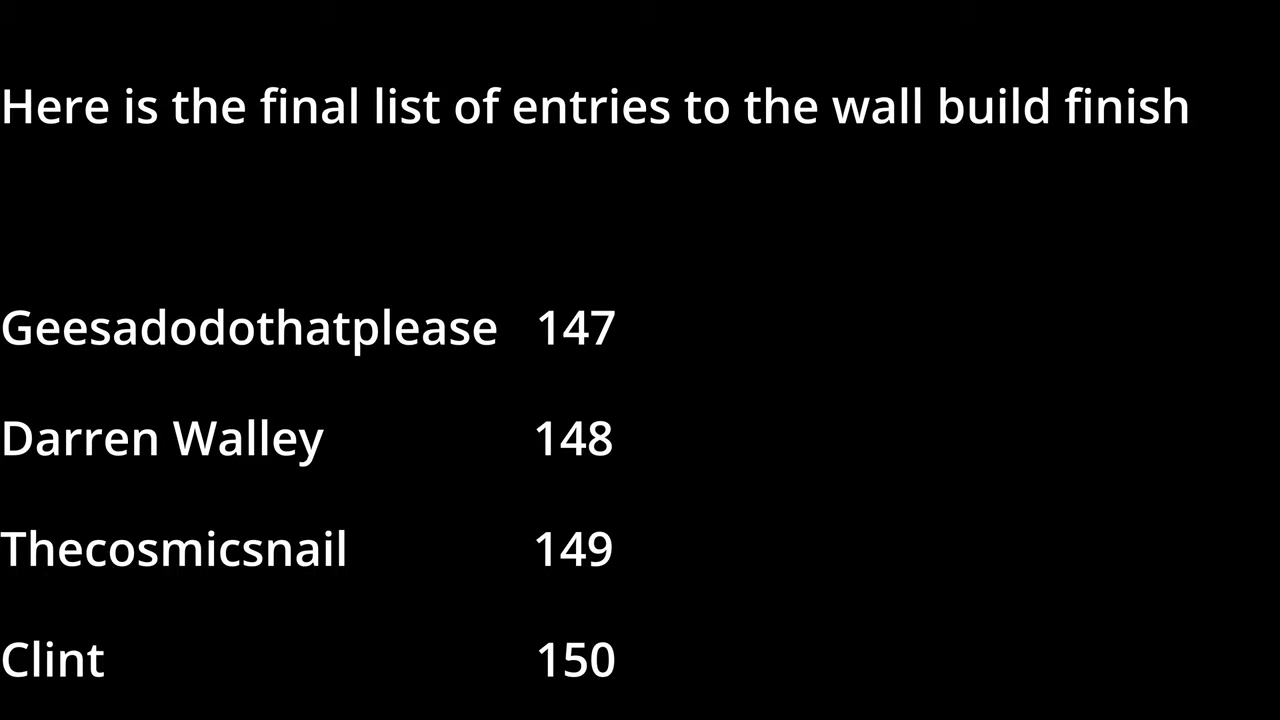 Here is the final list of entries to the wall build finish
Geesadodothatplease 147
Darren Walley 148
Thecosmicsnail 149
Clint 150